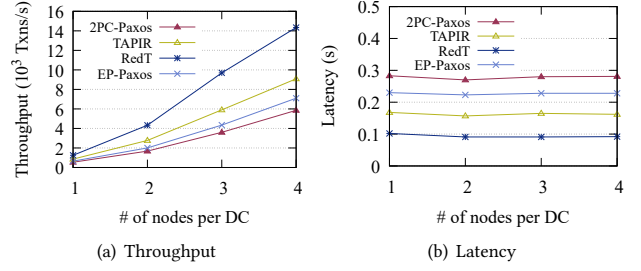 Throughput (10³ Txns/s)
16
14
12
10
8
6
4
2
0
2PC-Paxos
TAPIR
RedT
EP-Paxos
1 2 3 4
# of nodes per DC
(a) Throughput
Latency (s)
0.5
0.4
0.3
0.2
0.1
0
2PC-Paxos
TAPIR
RedT
EP-Paxos
1 2 3 4
# of nodes per DC
(b) Latency